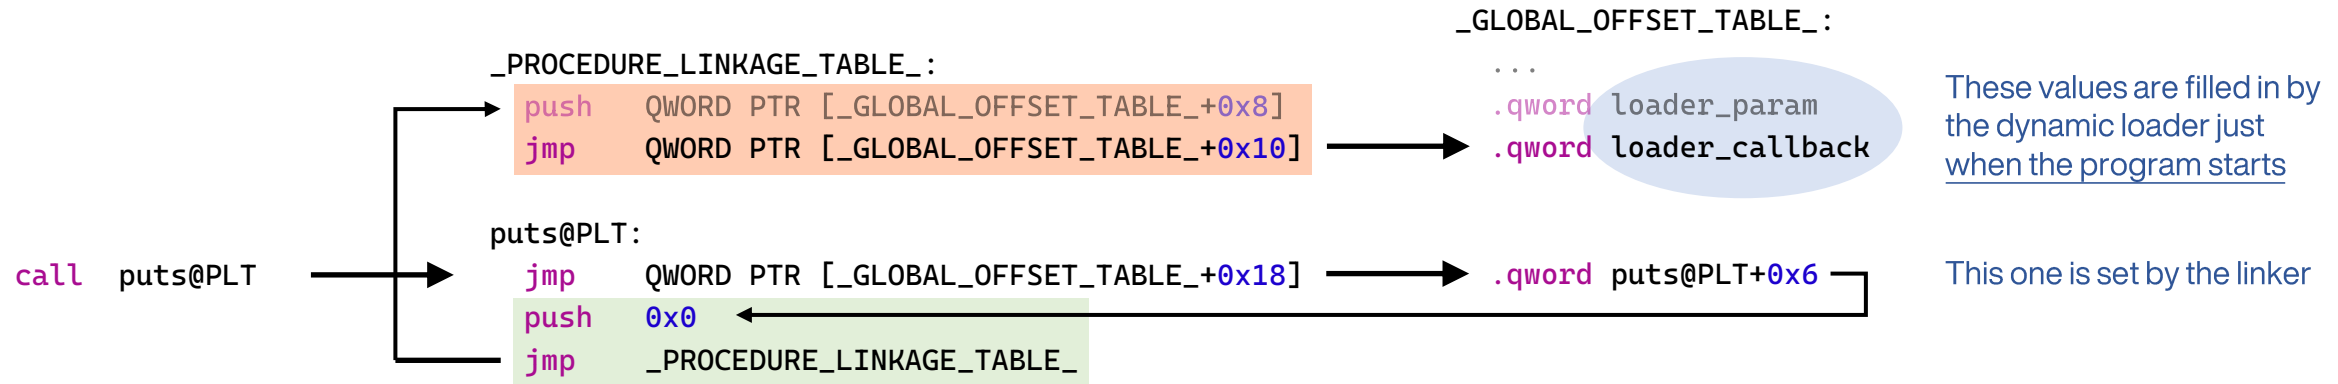 _GLOBAL_OFFSET_TABLE_:
_PROCEDURE_LINKAGE_TABLE_:
...
push QWORD PTR [_GLOBAL_OFFSET_TABLE_+0x8]
.qword loader_param
jmp QWORD PTR [_GLOBAL_OFFSET_TABLE_+0x10]
.qword loader_callback
These values are filled in by
the dynamic loader just
when the program starts
puts@PLT:
call puts@PLT
jmp QWORD PTR [_GLOBAL_OFFSET_TABLE_+0x18]
.qword puts@PLT+0x6
This one is set by the linker
push 0x0
jmp _PROCEDURE_LINKAGE_TABLE_